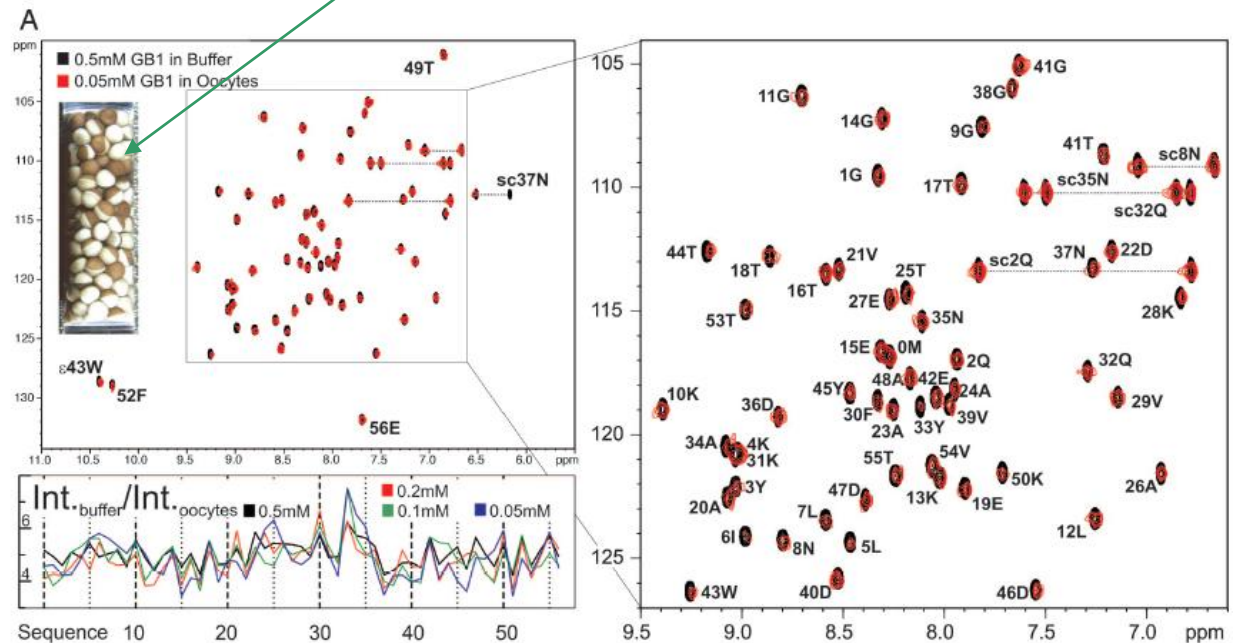 A
ppm
0.5mM GB1 in Buffer
0.05mM GB1 in Oocytes
49T
105
110
115
120
125
130
sc37N
ε43W
52F
56E
11.0 10.5 10.0 9.5 9.0 8.5 8.0 7.5 7.0 6.5 6.0 ppm
Int.buffer/Int.oocytes
0.5mM
0.2mM
0.1mM
0.05mM
6
4
Sequence 10 20 30 40 50
105
110
115
120
125
41G
38G
11G
14G
9G
41T
sc8N
1G
17T
sc35N
sc32Q
44T
18T
21V
16T
25T
37N
22D
sc2Q
27E
28K
53T
35N
15E
0M
2Q
32Q
48A
42E
24A
45Y
29V
10K
36D
30F
23A
33Y
39V
34A
4K
31K
55T
54V
50K
26A
3Y
20A
47D
13K
19E
7L
12L
6I
8N
5L
43W
40D
46D
9.5 9.0 8.5 8.0 7.5 7.0 ppm